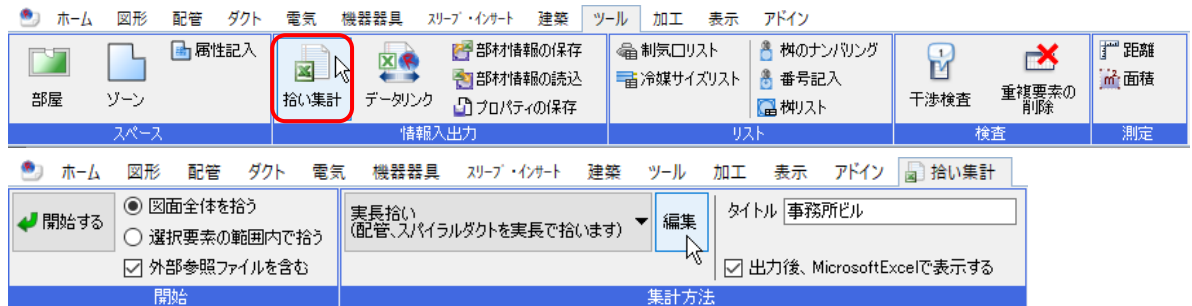 ホーム 図形 配管 ダクト 電気 機器器具 スリーブ・インサート 建築 ツール 加工 表示 アドイン
部屋 ゾーン 属性記入
拾い集計 データリンク 部材情報の保存
部材情報の読込
プロパティの保存
制気口リスト 桝のナンバリング
冷媒サイズリスト 番号記入
桝リスト
干渉検査 重複要素の
削除
距離
面積
スペース 情報入出力 リスト 検査 測定
ホーム 図形 配管 ダクト 電気 機器器具 スリーブ・インサート 建築 ツール 加工 表示 アドイン 拾い集計
開始する 図面全体を拾う
選択要素の範囲内で拾う
外部参照ファイルを含む
実長拾い
(配管、スパイラルダクトを実長で拾います) 編集
タイトル 事務所ビル
出力後、MicrosoftExcelで表示する
開始 集計方法